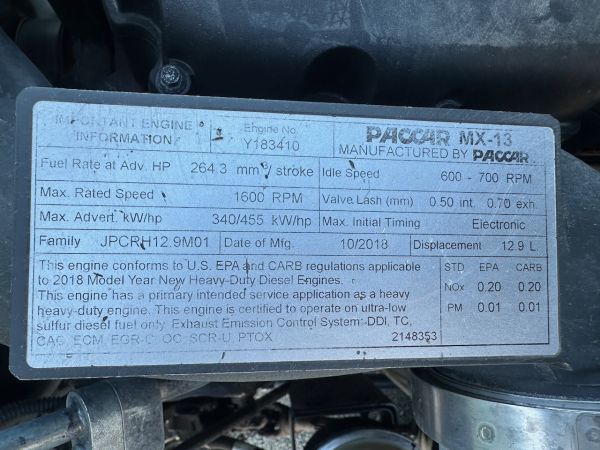 IMPORTANT ENGINE INFORMATION
Engine No.
Y183410
PACCAR MX-13
MANUFACTURED BY PACCAR
Fuel Rate at Adv. HP 264.3 mm³/ stroke
Idle Speed 600 - 700 RPM
Max. Rated Speed 1600 RPM
Valve Lash (mm) 0.50 int. 0.70 exh.
Max. Advert. kW/hp 340/455 kW/hp
Max. Initial Timing Electronic
Family JPCRH12.9M01
Date of Mfg. 10/2018
Displacement 12.9 L
This engine conforms to U.S. EPA and CARB regulations applicable
to 2018 Model Year New Heavy-Duty Diesel Engines.
This engine has a primary intended service application as a heavy
heavy-duty engine. This engine is certified to operate on ultra-low
sulfur diesel fuel only. Exhaust Emission Control System: DDI, TC,
CAC, ECM, EGR-C, OC, SCR-U, PTOX
2148353
STD EPA CARB
NOx 0.20 0.20
PM 0.01 0.01